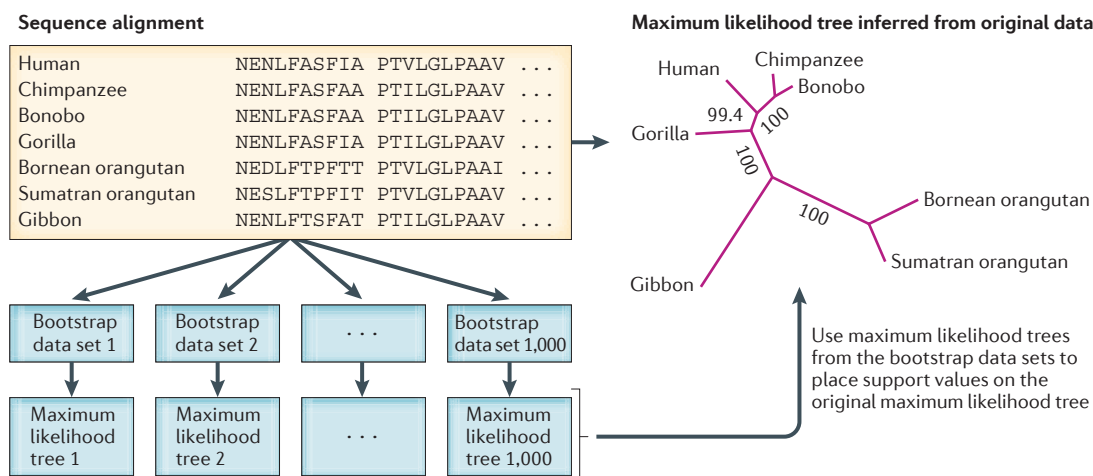 Sequence alignment
Human NENLFASFIA PTVLGLPAAV ...
Chimpanzee NENLFASFAA PTILGLPAAV ...
Bonobo NENLFASFAA PTILGLPAAV ...
Gorilla NENLFASFIA PTILGLPAAV ...
Bornean orangutan NEDLFTPFTT PTVLGLPAAI ...
Sumatran orangutan NESLFTPFIT PTVLGLPAAV ...
Gibbon NENLFTSFAT PTILGLPAAV ...
Bootstrap
data set 1
Bootstrap
data set 2
...
Bootstrap
data set 1,000
Maximum
likelihood
tree 1
Maximum
likelihood
tree 2
...
Maximum
likelihood
tree 1,000
Maximum likelihood tree inferred from original data
Chimpanzee
Human
Bonobo
99.4
100
Gorilla
100
100
Bornean orangutan
Sumatran orangutan
Gibbon
Use maximum likelihood trees
from the bootstrap data sets to
place support values on the
original maximum likelihood tree